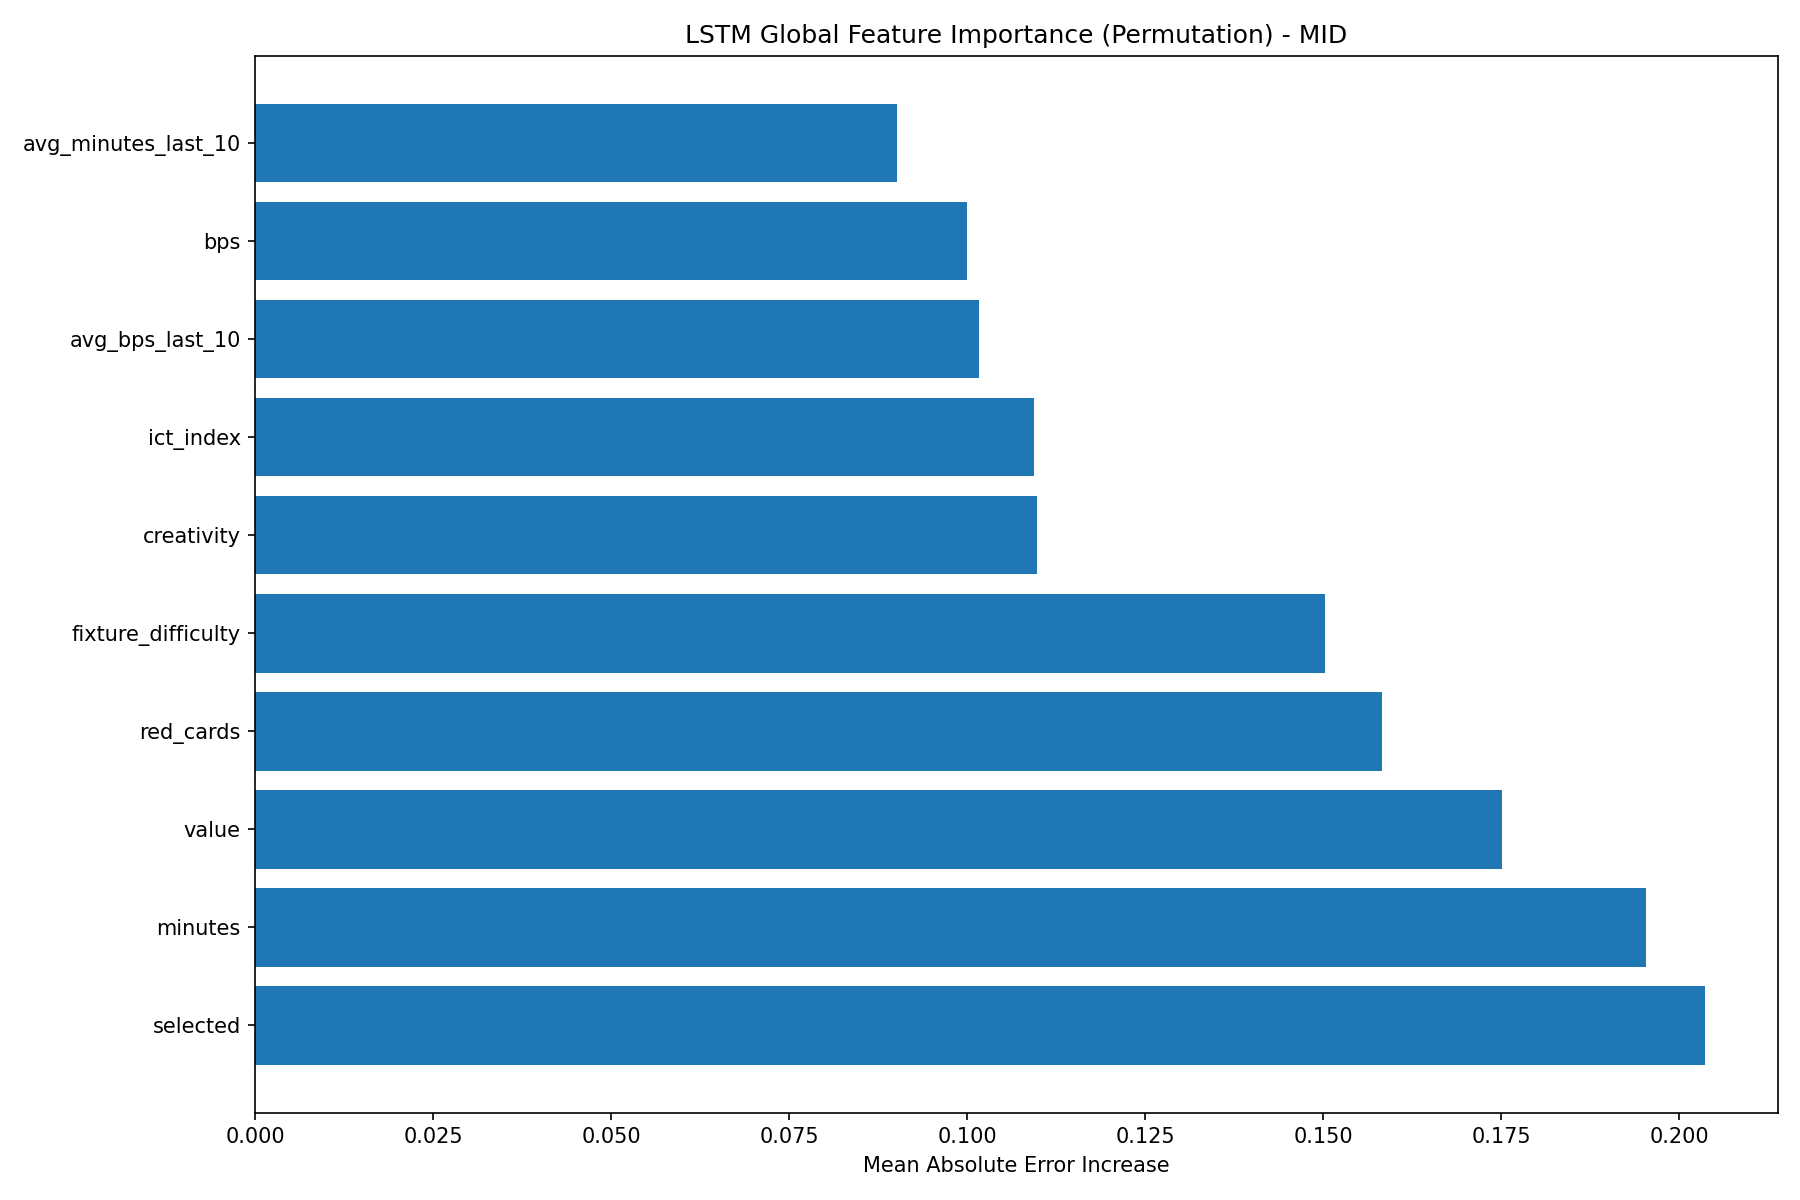 LSTM Global Feature Importance (Permutation) - MID
avg_minutes_last_10
bps
avg_bps_last_10
ict_index
creativity
fixture_difficulty
red_cards
value
minutes
selected
0.000 0.025 0.050 0.075 0.100 0.125 0.150 0.175 0.200
Mean Absolute Error Increase